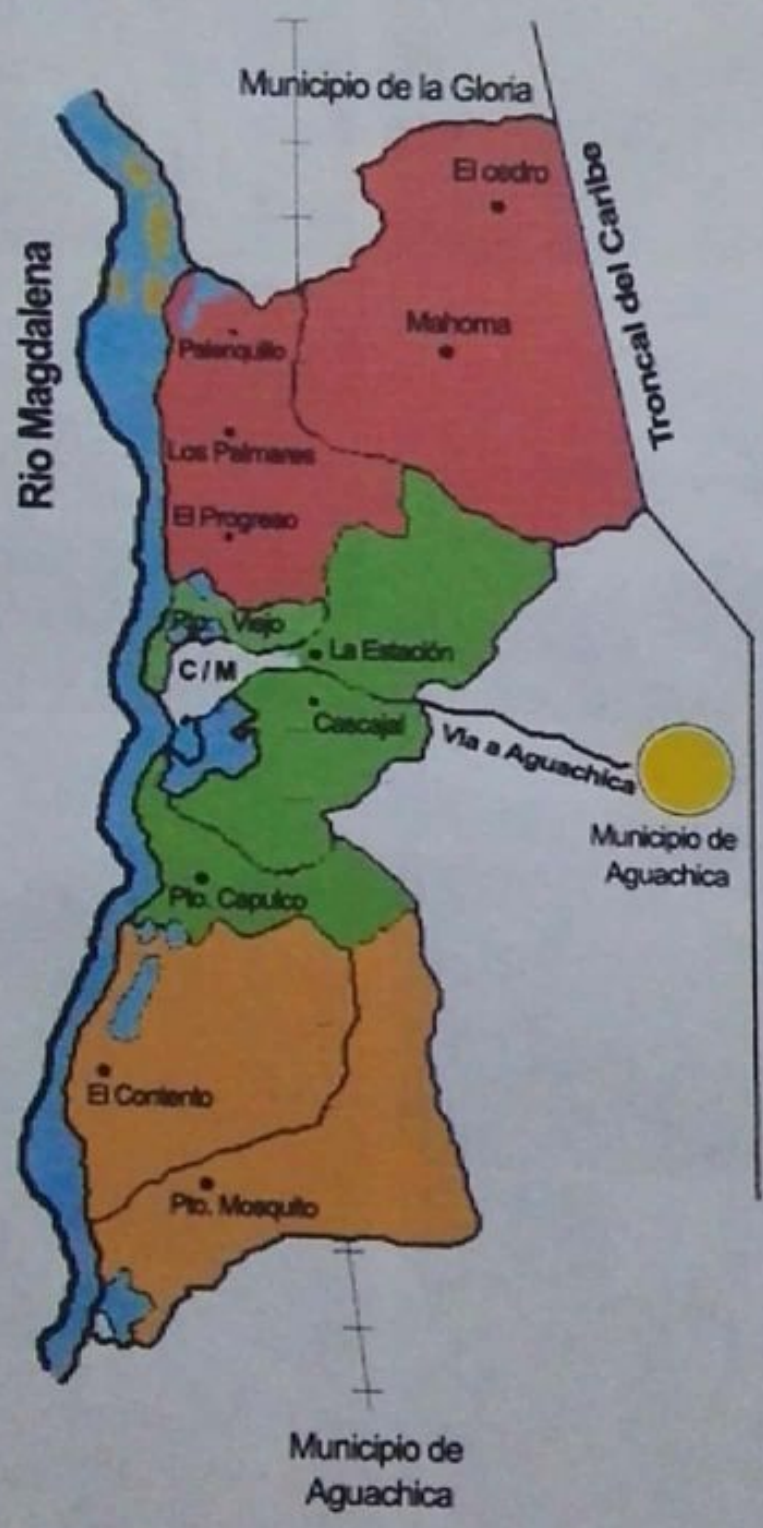 Municipio de la Gloria
El cedro
Troncal del Caribe
Rio Magdalena
Mahoma
Palenquillo
Los Palmares
El Progreso
Pto. Viejo
La Estación
C / M
Cascajal
Vía a Aguachica
Municipio de
Aguachica
Pto. Capulco
El Contento
Pto. Mosquito
Municipio de
Aguachica